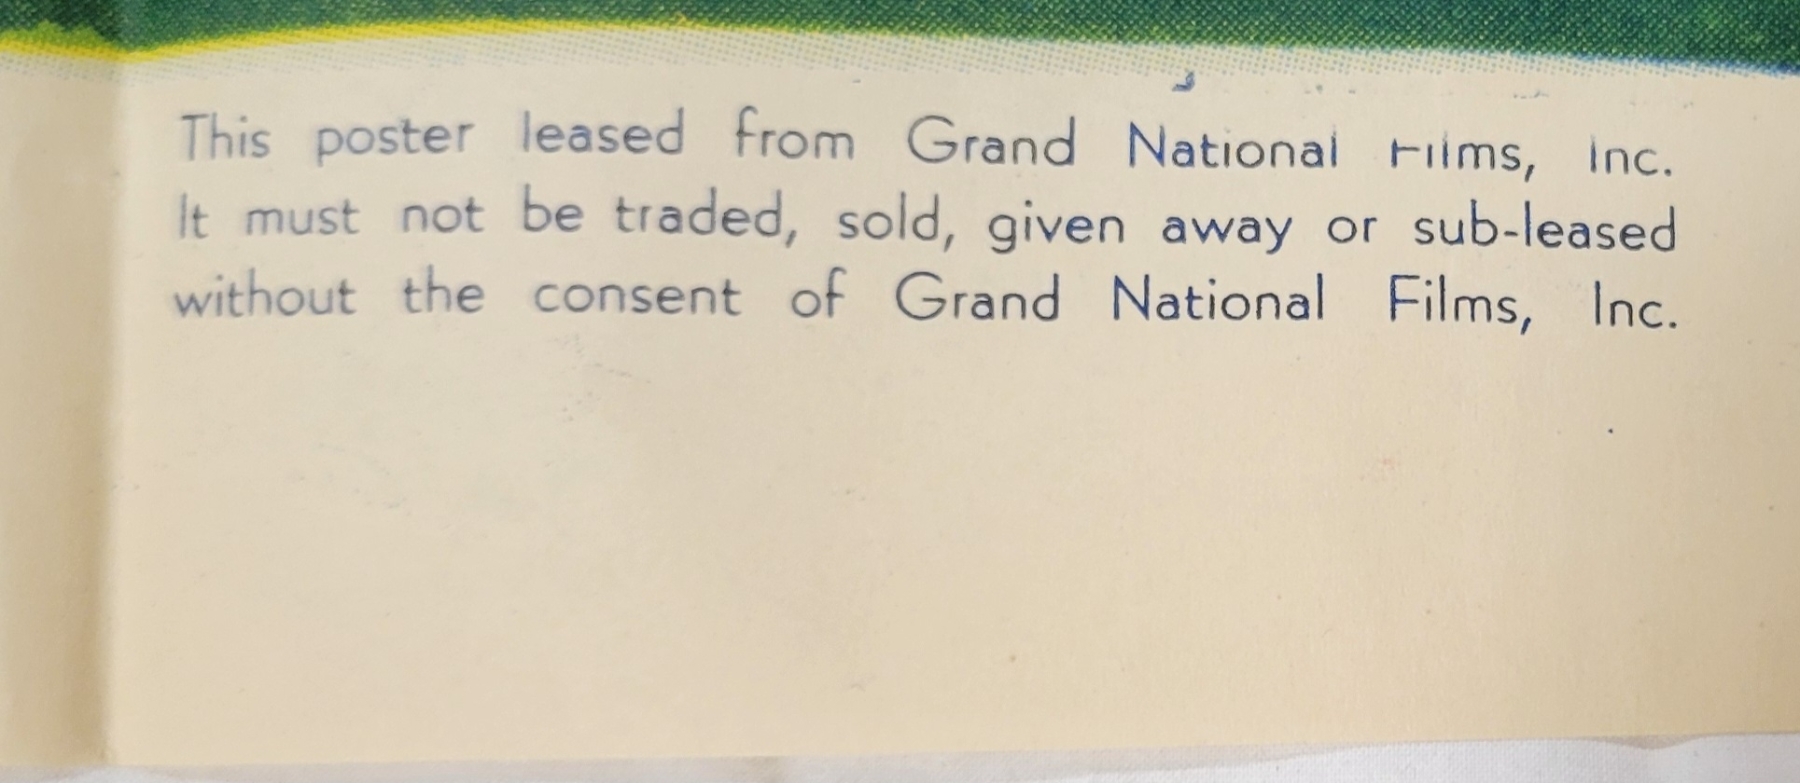 This poster leased from Grand National Films, Inc.
It must not be traded, sold, given away or sub-leased
without the consent of Grand National Films, Inc.